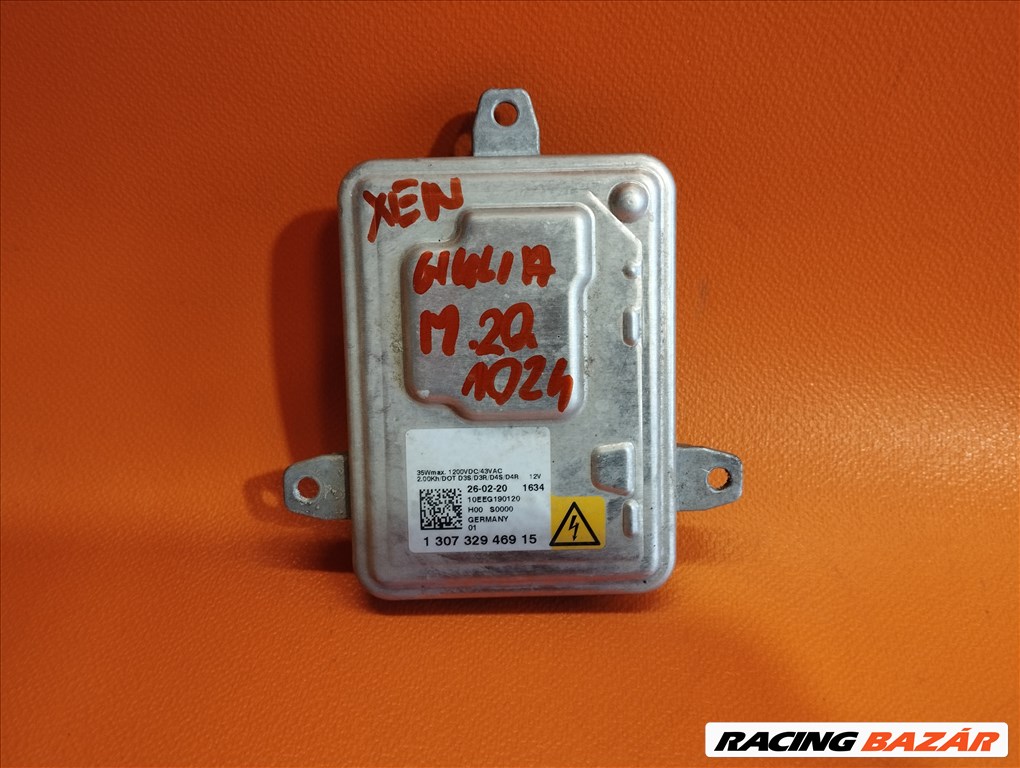 XEN
GIULIA
M.20.
1024
35Wmax. 1200VDC/43VAC
2.00Kh/DOT D3S/D3R/D4S/D4R 12V
26-02-20 1634
10EEG190120
H00 S0000
GERMANY
01
1 307 329 469 15
RACING BAZÁR